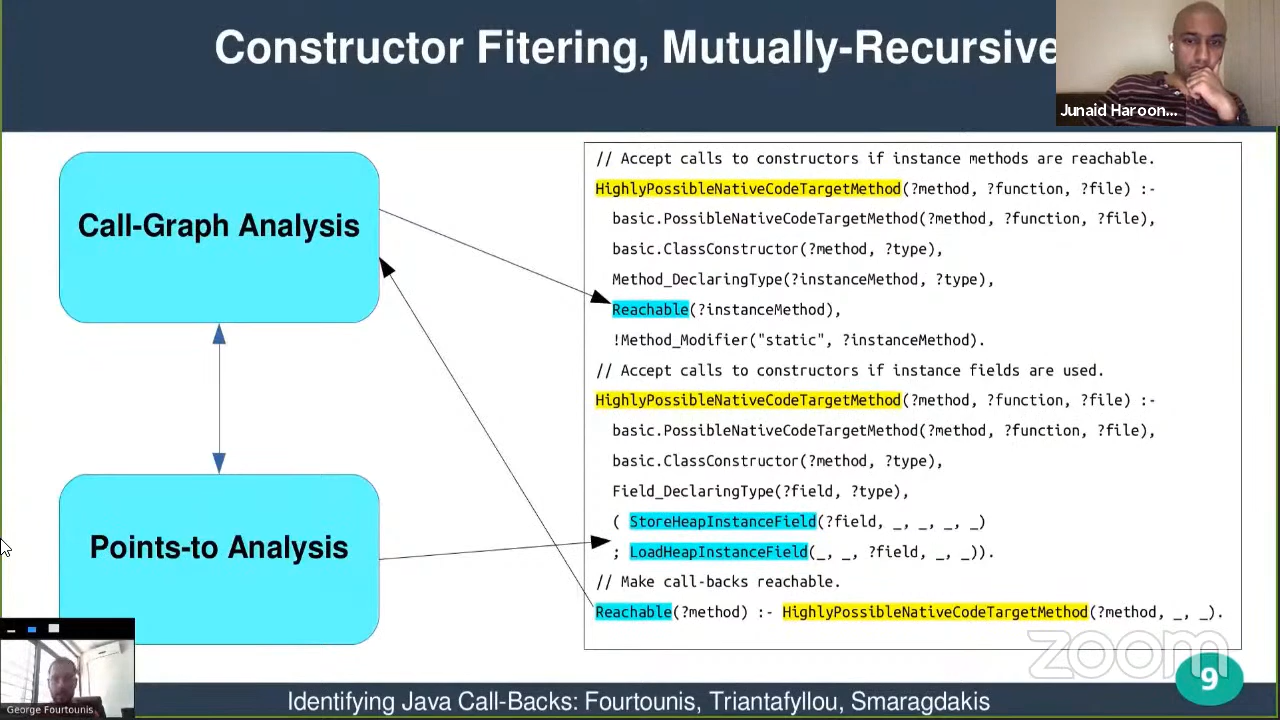 Constructor Fitering, Mutually-Recursive
Junaid Haroon...
Call-Graph Analysis
Points-to Analysis
// Accept calls to constructors if instance methods are reachable.
HighlyPossibleNativeCodeTargetMethod(?method, ?function, ?file) :-
basic.PossibleNativeCodeTargetMethod(?method, ?function, ?file),
basic.ClassConstructor(?method, ?type),
Method_DeclaringType(?instanceMethod, ?type),
Reachable(?instanceMethod),
!Method_Modifier("static", ?instanceMethod).
// Accept calls to constructors if instance fields are used.
HighlyPossibleNativeCodeTargetMethod(?method, ?function, ?file) :-
basic.PossibleNativeCodeTargetMethod(?method, ?function, ?file),
basic.ClassConstructor(?method, ?type),
Field_DeclaringType(?field, ?type),
( StoreHeapInstanceField(?field, _, _, _, _)
; LoadHeapInstanceField(_, _, ?field, _, _)).
// Make call-backs reachable.
Reachable(?method) :- HighlyPossibleNativeCodeTargetMethod(?method, _, _).
zoom
George Fourtounis
Identifying Java Call-Backs: Fourtounis, Triantafyllou, Smaragdakis
9